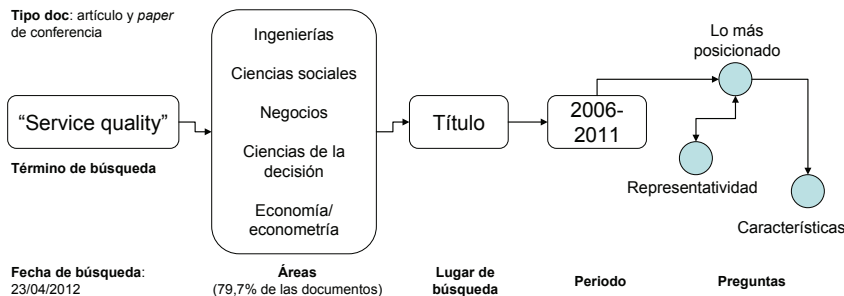 Tipo doc: artículo y paper
de conferencia
“Service quality”
Término de búsqueda
Fecha de búsqueda:
23/04/2012
Ingenierías
Ciencias sociales
Negocios
Ciencias de la
decisión
Economía/
econometría
Áreas
(79,7% de las documentos)
Título
Lugar de
búsqueda
2006-
2011
Periodo
Lo más
posicionado
Representatividad
Características
Preguntas